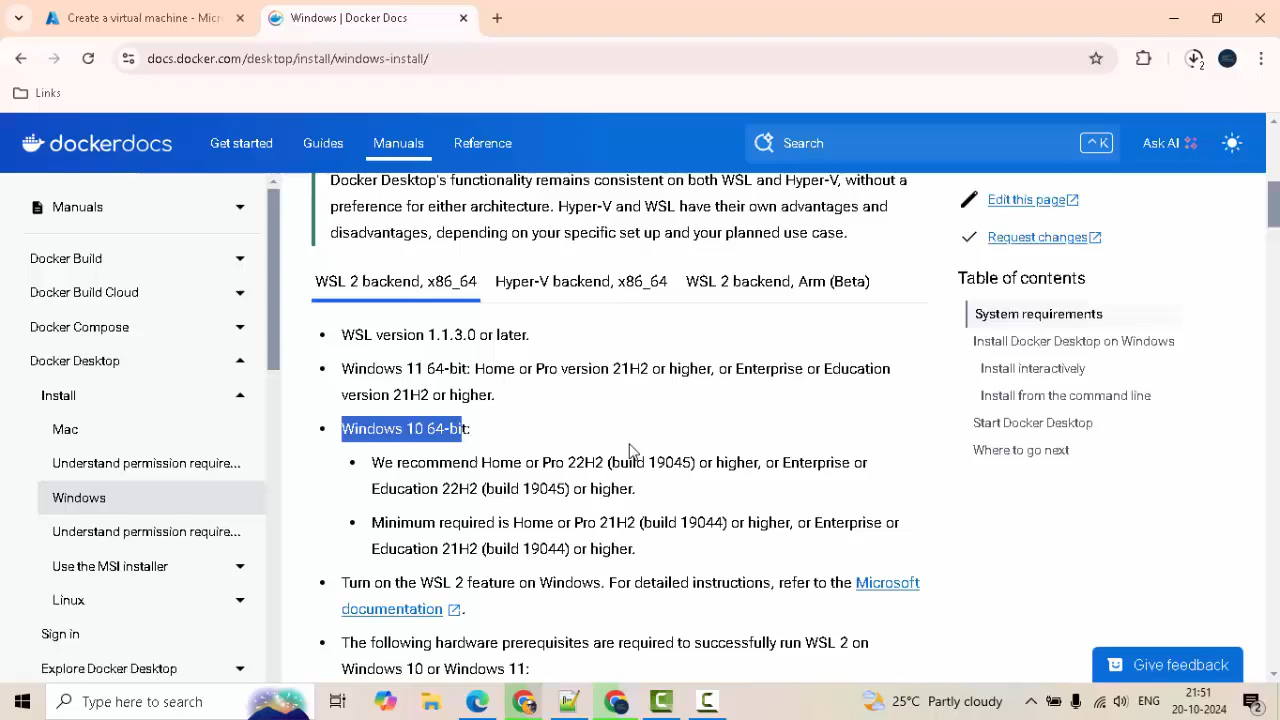 Create a virtual machine - Micr
Windows | Docker Docs
docs.docker.com/desktop/install/windows-install/
2
Links
dockerdocs
Get started
Guides
Manuals
Reference
Search
^ K
Ask AI
Manuals
Docker Build
Docker Build Cloud
Docker Compose
Docker Desktop
Install
Mac
Understand permission require...
Windows
Understand permission require...
Use the MSI installer
Linux
Sign in
Explore Docker Desktop
Docker Desktop's functionality remains consistent on both WSL and Hyper-V, without a
preference for either architecture. Hyper-V and WSL have their own advantages and
disadvantages, depending on your specific set up and your planned use case.
WSL 2 backend, x86_64
Hyper-V backend, x86_64
WSL 2 backend, Arm (Beta)
• WSL version 1.1.3.0 or later.
• Windows 11 64-bit: Home or Pro version 21H2 or higher, or Enterprise or Education
version 21H2 or higher.
• Windows 10 64-bit:
• We recommend Home or Pro 22H2 (build 19045) or higher, or Enterprise or
Education 22H2 (build 19045) or higher.
• Minimum required is Home or Pro 21H2 (build 19044) or higher, or Enterprise or
Education 21H2 (build 19044) or higher.
• Turn on the WSL 2 feature on Windows. For detailed instructions, refer to the Microsoft
documentation.
• The following hardware prerequisites are required to successfully run WSL 2 on
Windows 10 or Windows 11:
Edit this page
Request changes
Table of contents
System requirements
Install Docker Desktop on Windows
Install interactively
Install from the command line
Start Docker Desktop
Where to go next
Give feedback
Type here to search
25°C Partly cloudy
ENG
21:51
20-10-2024
2